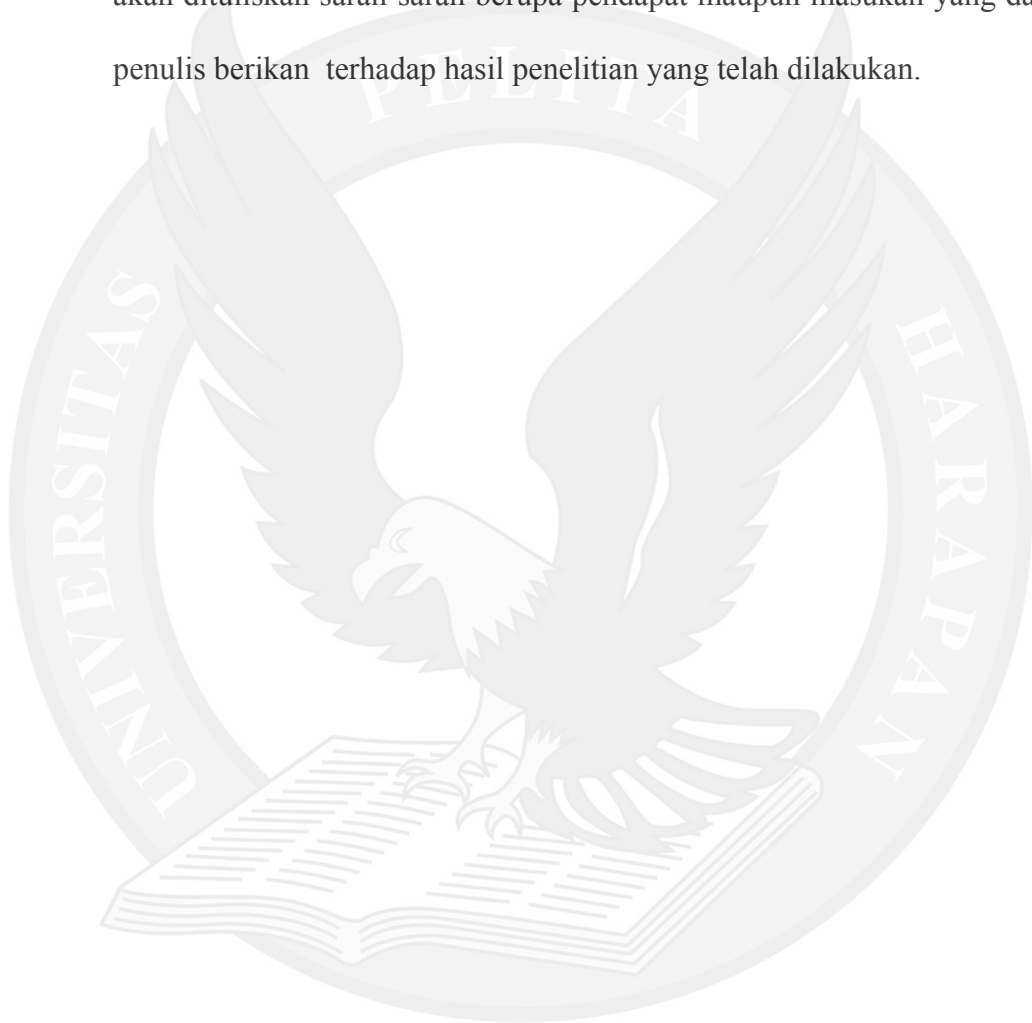 akan dituliskan saran-saran berupa pendapat maupun masukan yang
penulis berikan terhadap hasil penelitian yang telah dilakukan.
UNIVERSITAS PELITA HARAPAN